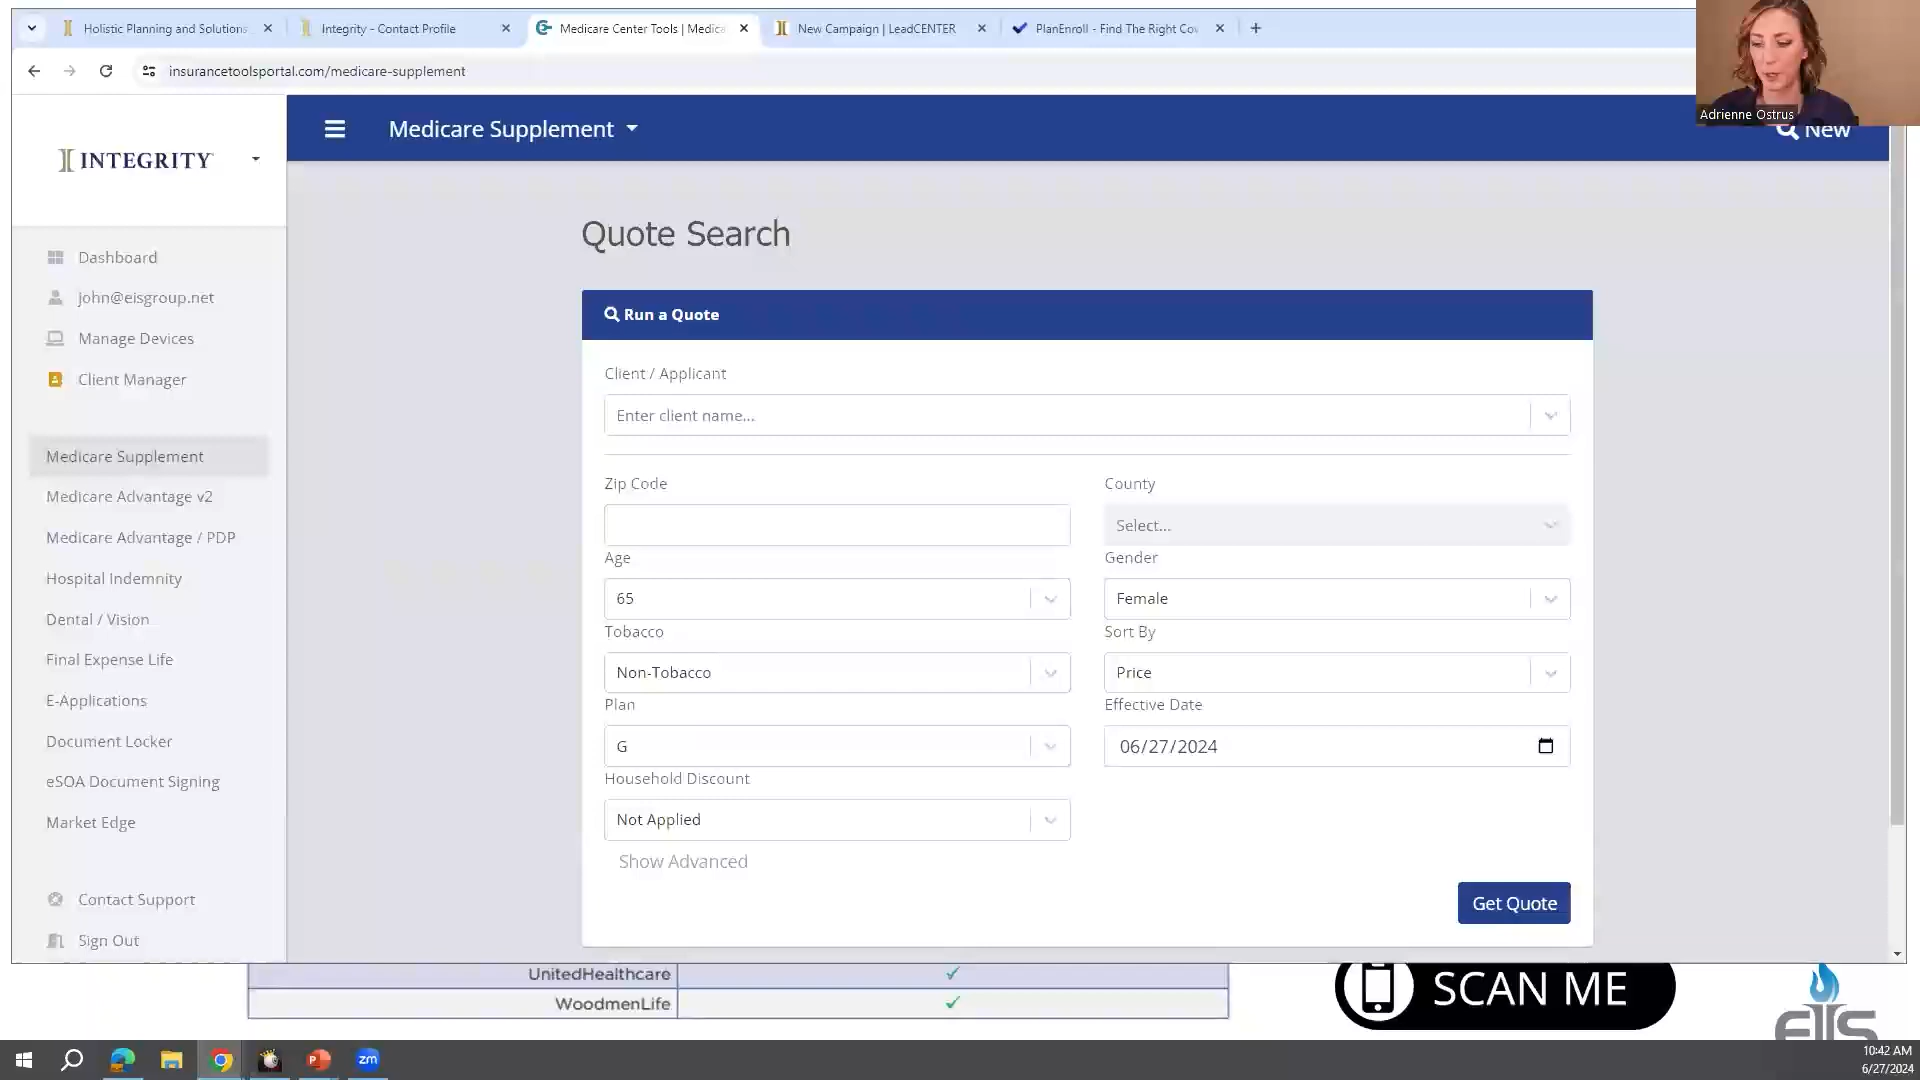 Holistic Planning and Solutions
Integrity - Contact Profile
Medicare Center Tools | Medica
New Campaign | LeadCENTER
PlanEnroll - Find The Right Cov
insurancetoolsportal.com/medicare-supplement
Adrienne Ostrus
INTEGRITY
Medicare Supplement
New
Dashboard
john@eisgroup.net
Manage Devices
Client Manager
Medicare Supplement
Medicare Advantage v2
Medicare Advantage / PDP
Hospital Indemnity
Dental / Vision
Final Expense Life
E-Applications
Document Locker
eSOA Document Signing
Market Edge
Contact Support
Sign Out
Quote Search
Run a Quote
Client / Applicant
Enter client name...
Zip Code
County
Select...
Age
Gender
65
Female
Tobacco
Sort By
Non-Tobacco
Price
Plan
Effective Date
G
06/27/2024
Household Discount
Not Applied
Show Advanced
Get Quote
UnitedHealthcare ✓
WoodmenLife ✓
SCAN ME
EIS
zm
10:42 AM
6/27/2024